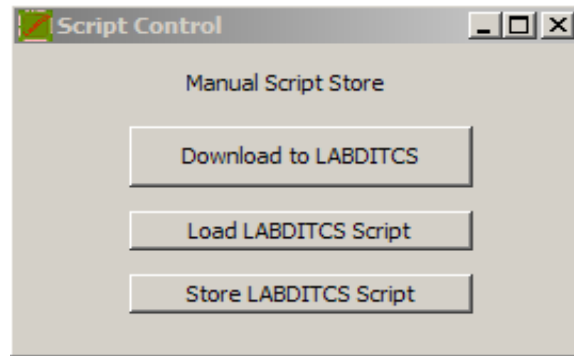 Script Control
Manual Script Store
Download to LABDITCS
Load LABDITCS Script
Store LABDITCS Script